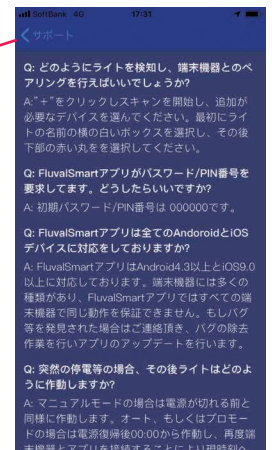 SoftBank 4G 17:31
サポート
Q: どのようにライトを検知し、端末機器とのペ
アリングを行えばいいでしょうか?
A:"+"をクリックしスキャンを開始し、追加が
必要なデバイスを選んでください。最初にライ
トの名前の横の白いボックスを選択し、その後
下部の赤い丸をを選択してください。
Q: FluvalSmartアプリがパスワード/PIN番号を
要求してます。どうしたらいいですか?
A: 初期パスワード/PIN番号は 000000です。
Q: FluvalSmartアプリは全てのAndoroidとiOS
デバイスに対応をしておりますか?
A: FluvalSmartアプリはAndroid4.3以上とiOS9.0
以上に対応しております。端末機器には多くの
種類があり、FluvalSmartアプリではすべての端
末機器で同じ動作を保証できません。もしバグ
等を発見された場合はご連絡頂き、バグの除去
作業を行いアプリのアップデートを行います。
Q: 突然の停電等の場合、その後ライトはどのよ
うに作動しますか?
A: マニュアルモードの場合は電源が切れる前と
同様に作動します。オート、もしくはプロモー
ドの場合は電源復帰後00:00から作動し、再度端
末機器とアプリを接続することにより現時刻へ